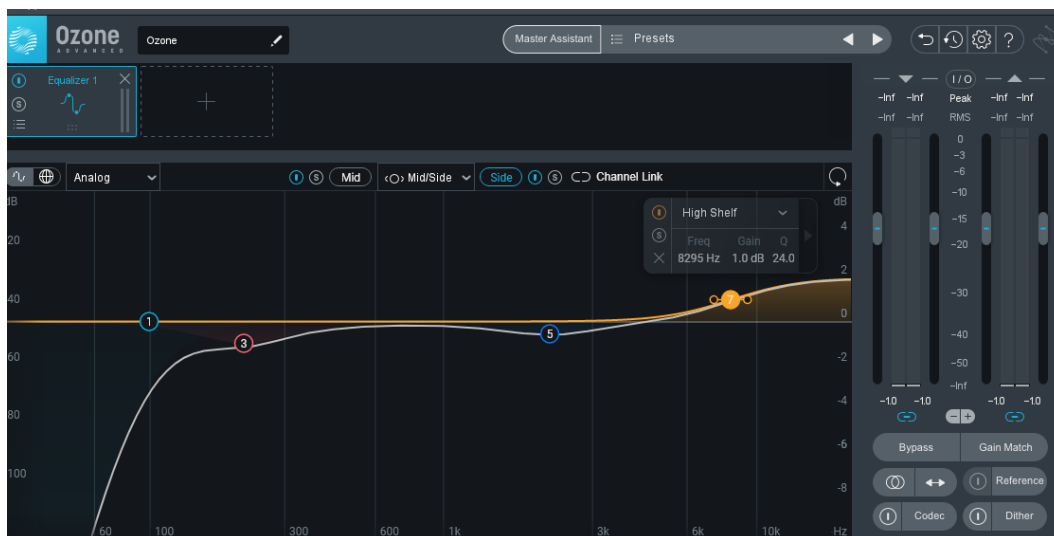 Ozone
ADVANCED
Ozone
Master Assistant
Presets
?
I/O
-Inf -Inf Peak -Inf -Inf
-Inf -Inf RMS -Inf -Inf
Equalizer 1
S
+
Analog
S
Mid
Mid/Side
Side
S
Channel Link
dB
dB
High Shelf
S
Freq Gain Q
8295 Hz 1.0 dB 24.0
20
40
60
80
100
4
2
0
-2
-4
-6
-8
1
3
5
7
60 100 300 600 1k 3k 6k 10k Hz
0
-3
-6
-10
-15
-20
-30
-40
-50
-Inf
-1.0 -1.0 -1.0 -1.0
Bypass Gain Match
Reference
Codec Dither